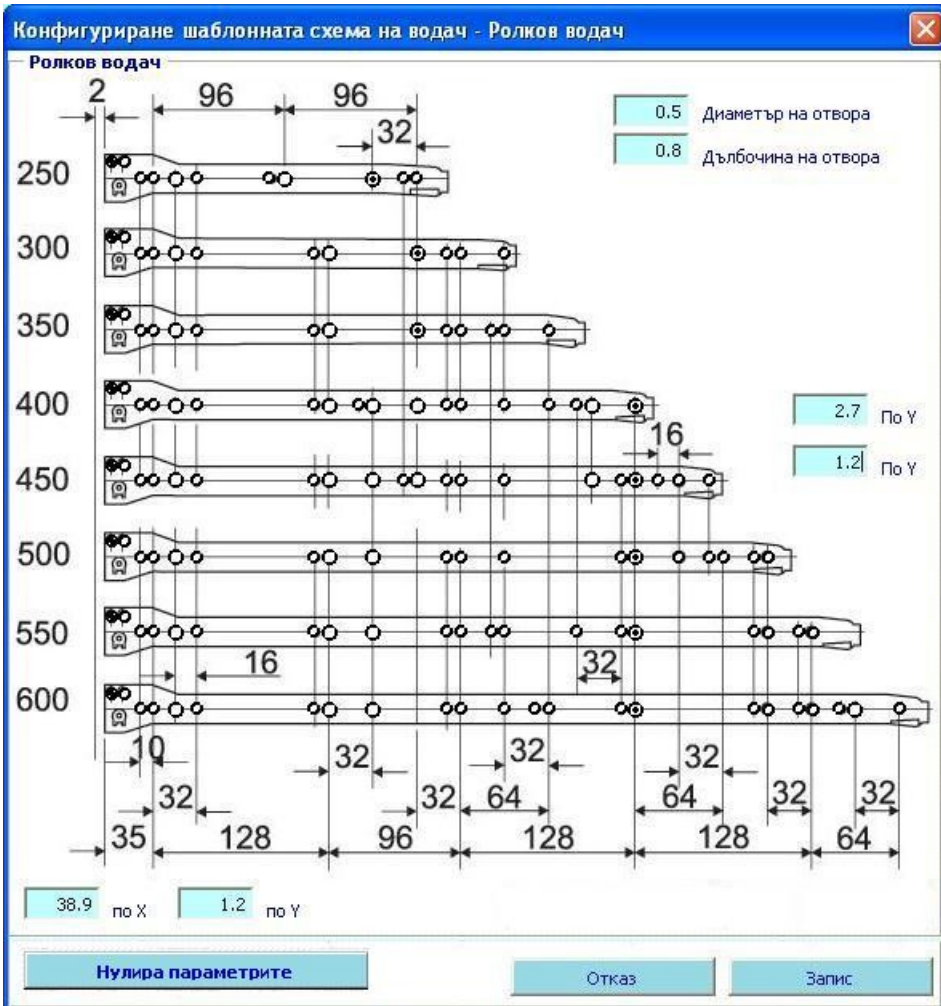 Конфигуриране шаблонната схема на водач - Ролков водач
Ролков водач
2
96
96
32
0.5 Диаметър на отвора
0.8 Дълбочина на отвора
250
300
350
400
2.7 По Y
16
1.2 По Y
450
500
550
16
32
600
10
32
32
32
32
32
64
64
32
32
35
128
96
128
128
64
38.9 по X
1.2 по Y
Нулира параметрите
Отказ
Запис